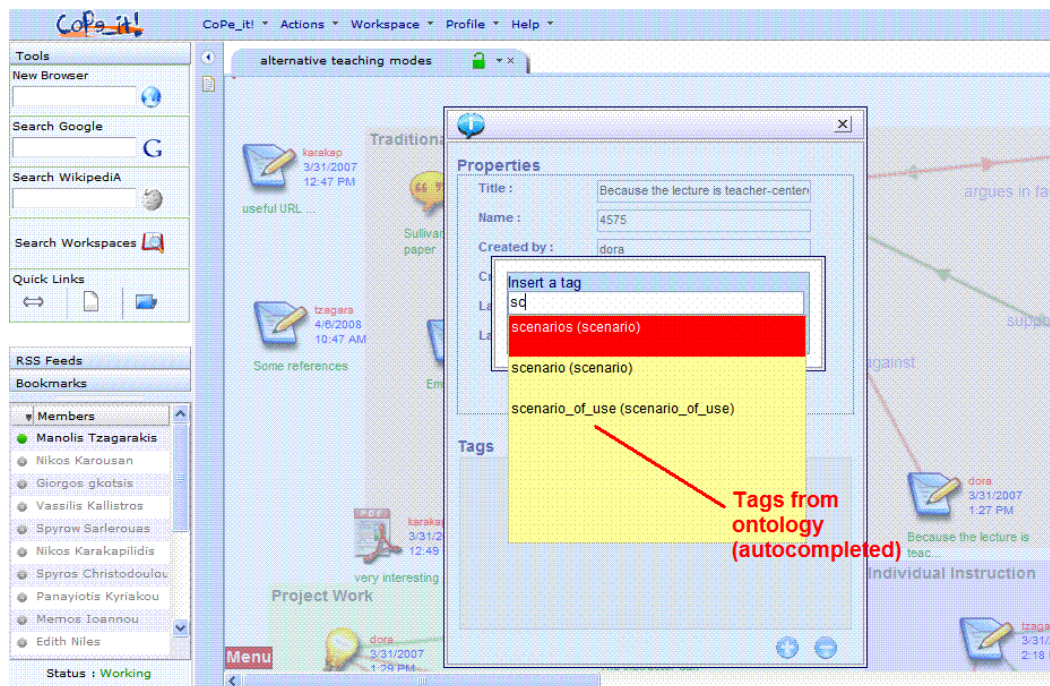 CoPe_it!
CoPe_it! Actions Workspace Profile Help
Tools
New Browser
Search Google
G
Search WikipediA
Search Workspaces
Quick Links
RSS Feeds
Bookmarks
Members
Manolis Tzagarakis
Nikos Karousan
Giorgos gkotsis
Vassilis Kallistros
Spyrow Sarlerouas
Nikos Karakapilidis
Spyros Christodoulou
Panayiotis Kyriakou
Memos Ioannou
Edith Niles
Status : Working
alternative teaching modes
karakap
3/31/2007
12:47 PM
useful URL ...
Traditiona
Sullivan
paper
tzagara
4/6/2008
10:47 AM
Some references
Em
PDF
karaka
3/31/2
12:49
very interesting
Project Work
dora
3/31/2007
1:29 PM
Menu
Properties
Title :
Because the lecture is teacher-centere
Name :
4575
Created by :
dora
Insert a tag
sc
scenarios (scenario)
scenario (scenario)
scenario_of_use (scenario_of_use)
Tags
Tags from
ontology
(autocompleted)
argues in fa
suppo
against
dora
3/31/2007
1:27 PM
Because the lecture is
teac...
Individual Instruction
tzaga
3/31/
2:18